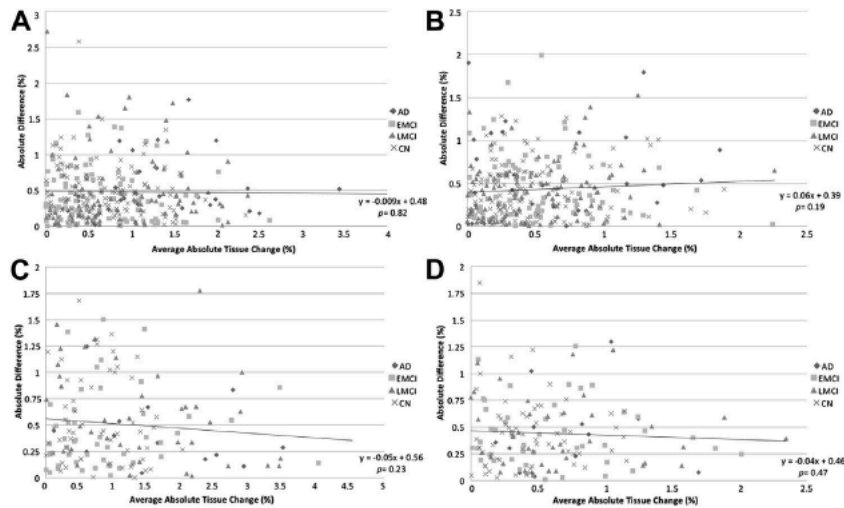 A
Absolute Difference (%)
3
2.5
2
1.5
1
0.5
0
0 0.5 1 1.5 2 2.5 3 3.5 4
Average Absolute Tissue Change (%)
AD
EMCI
LMCI
CN
y = -0.009x + 0.48
p= 0.82
B
Absolute Difference (%)
2.5
2
1.5
1
0.5
0
0 0.5 1 1.5 2 2.5
Average Absolute Tissue Change (%)
AD
EMCI
LMCI
CN
y = 0.06x + 0.39
p= 0.19
C
Absolute Difference (%)
2
1.75
1.5
1.25
1
0.75
0.5
0.25
0
0 0.5 1 1.5 2 2.5 3 3.5 4 4.5 5
Average Absolute Tissue Change (%)
AD
EMCI
LMCI
CN
y = -0.05x + 0.56
p= 0.23
D
Absolute Difference (%)
2
1.75
1.5
1.25
1
0.75
0.5
0.25
0
0 0.5 1 1.5 2 2.5
Average Absolute Tissue Change (%)
AD
EMCI
LMCI
CN
y = -0.04x + 0.46
p= 0.47